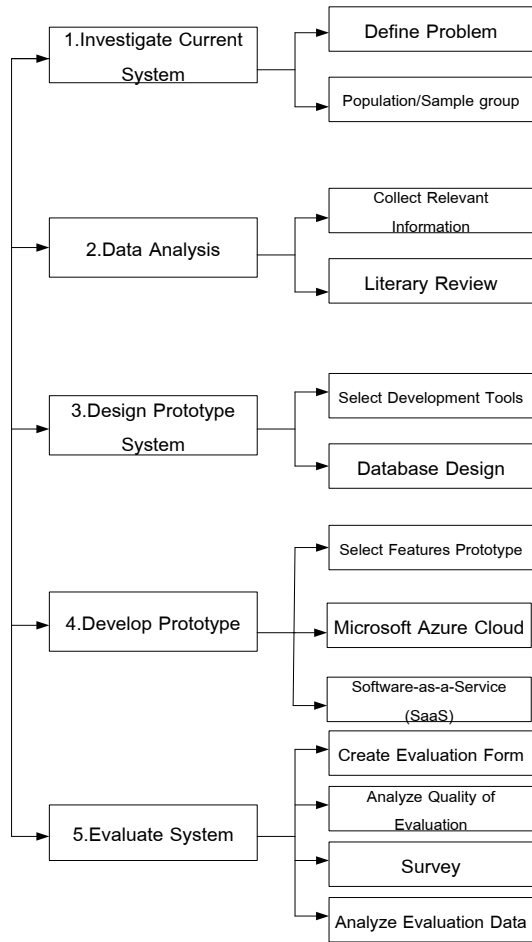 1.Investigate Current
System
Define Problem
Population/Sample group
2.Data Analysis
Collect Relevant
Information
Literary Review
3.Design Prototype
System
Select Development Tools
Database Design
4.Develop Prototype
Select Features Prototype
Microsoft Azure Cloud
Software-as-a-Service
(SaaS)
5.Evaluate System
Create Evaluation Form
Analyze Quality of
Evaluation
Survey
Analyze Evaluation Data